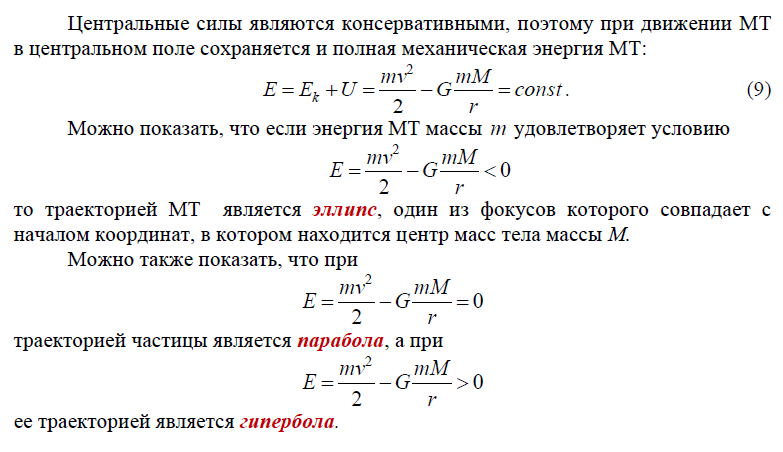 Центральные силы являются консервативными, поэтому при движении МТ
в центральном поле сохраняется и полная механическая энергия МТ:
E = E_k + U = mv²/2 − G mM/r = const. (9)
Можно показать, что если энергия МТ массы m удовлетворяет условию
E = mv²/2 − G mM/r < 0
то траекторией МТ является эллипс, один из фокусов которого совпадает с
началом координат, в котором находится центр масс тела массы М.
Можно также показать, что при
E = mv²/2 − G mM/r = 0
траекторией частицы является парабола, а при
E = mv²/2 − G mM/r > 0
ее траекторией является гипербола.